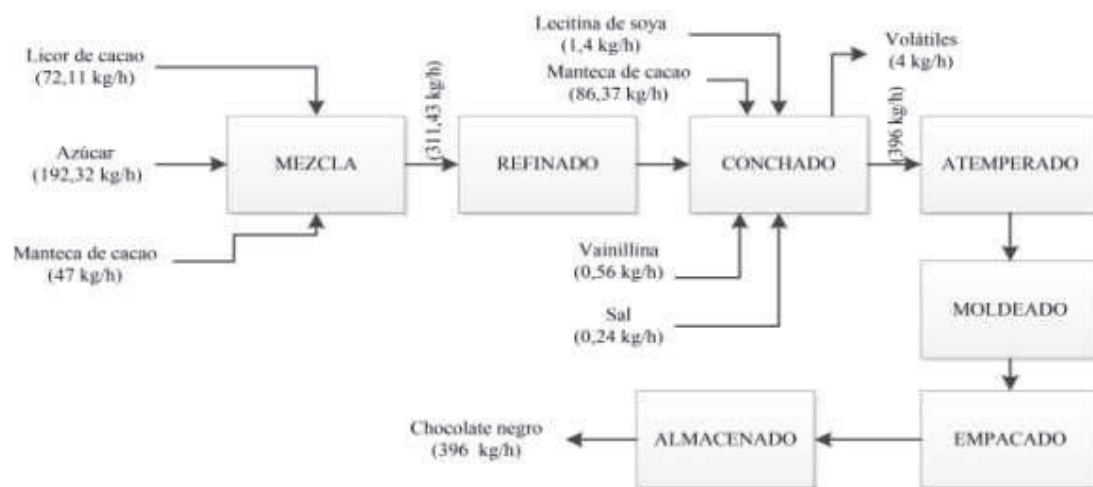 Lecitina de soya
(1,4 kg/h)
Volátiles
(4 kg/h)
Licor de cacao
(72,11 kg/h)
Manteca de cacao
(86,37 kg/h)
(311,43 kg/h)
(396 kg/h)
Azúcar
(192,32 kg/h)
MEZCLA
REFINADO
CONCHADO
ATEMPERADO
Manteca de cacao
(47 kg/h)
Vainillina
(0,56 kg/h)
Sal
(0,24 kg/h)
MOLDEADO
Chocolate negro
(396 kg/h)
ALMACENADO
EMPACADO